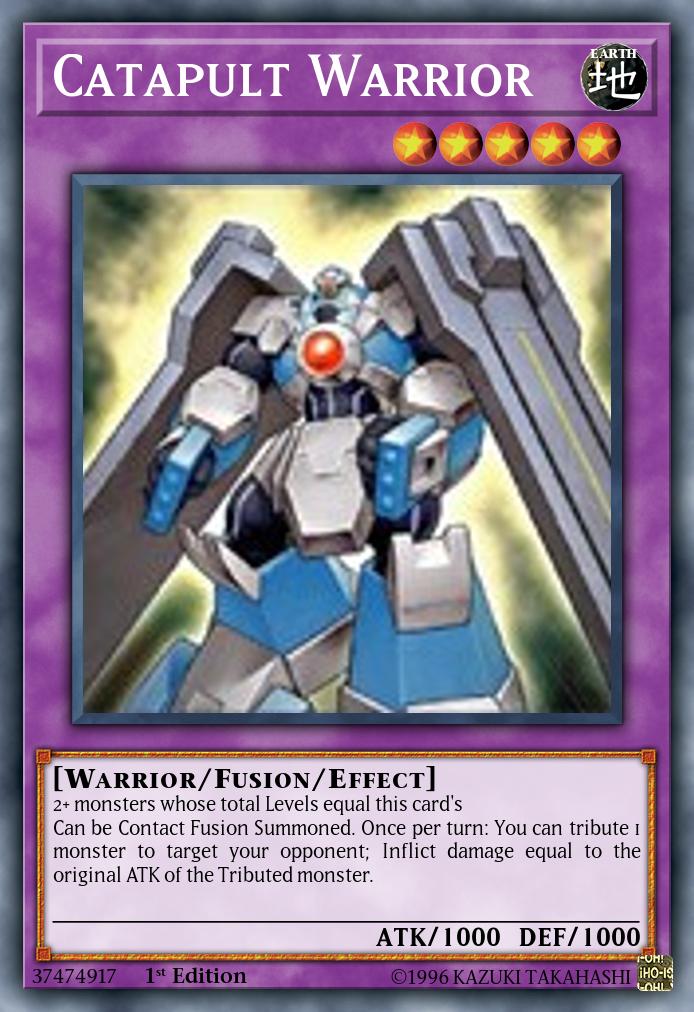 CATAPULT WARRIOR
EARTH
地
[WARRIOR/FUSION/EFFECT]
2+ monsters whose total Levels equal this card's
Can be Contact Fusion Summoned. Once per turn: You can tribute 1
monster to target your opponent; Inflict damage equal to the
original ATK of the Tributed monster.
ATK/1000 DEF/1000
37474917 1st Edition ©1996 KAZUKI TAKAHASHI